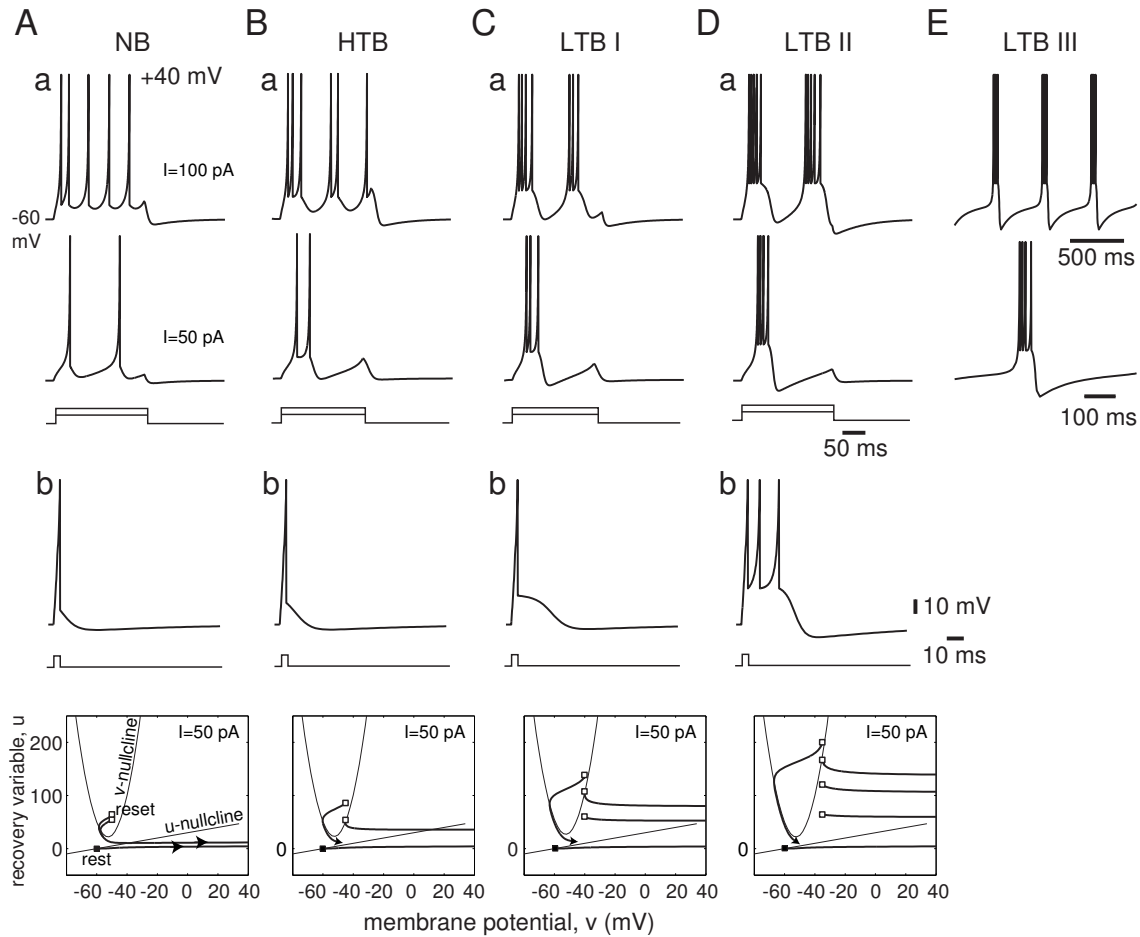 A B C D E
NB HTB LTB I LTB II LTB III
a a a a
+40 mV
I=100 pA
-60
mV
500 ms
I=50 pA
100 ms
50 ms
b b b b
10 mV
10 ms
recovery variable, u
200
100
0
v-nullcline
I=50 pA
reset
u-nullcline
rest
-60 -40 -20 0 20 40
0
I=50 pA
-60 -40 -20 0 20 40
0
I=50 pA
-60 -40 -20 0 20 40
0
I=50 pA
-60 -40 -20 0 20 40
membrane potential, v (mV)